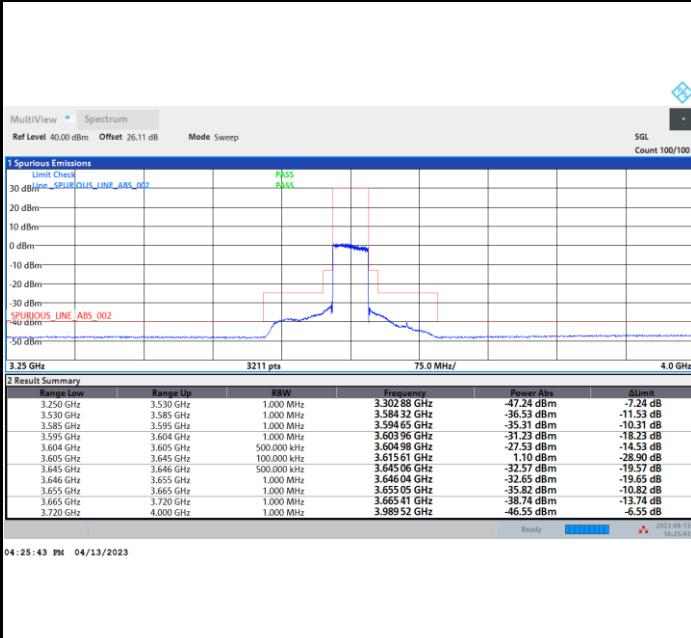 MultiView Spectrum
Ref Level 40.00 dBm Offset 26.11 dB Mode Sweep SGL
Count 100/100
1 Spurious Emissions
Limit Check PASS
30 dBm Line _SPURIOUS_LINE_ABS_002 PASS
20 dBm
10 dBm
0 dBm
-10 dBm
-20 dBm
-30 dBm
_SPURIOUS_LINE_ABS_002
-40 dBm
-50 dBm
3.25 GHz 3211 pts 75.0 MHz/ 4.0 GHz
2 Result Summary
Range Low Range Up RBW Frequency Power Abs ΔLimit
3.250 GHz 3.530 GHz 1.000 MHz 3.302 88 GHz -47.24 dBm -7.24 dB
3.530 GHz 3.585 GHz 1.000 MHz 3.584 32 GHz -36.53 dBm -11.53 dB
3.585 GHz 3.595 GHz 1.000 MHz 3.594 65 GHz -35.31 dBm -10.31 dB
3.595 GHz 3.604 GHz 1.000 MHz 3.603 96 GHz -31.23 dBm -18.23 dB
3.604 GHz 3.605 GHz 500.000 kHz 3.604 98 GHz -27.53 dBm -14.53 dB
3.605 GHz 3.645 GHz 100.000 kHz 3.615 61 GHz 1.10 dBm -28.90 dB
3.645 GHz 3.646 GHz 500.000 kHz 3.645 06 GHz -32.57 dBm -19.57 dB
3.646 GHz 3.655 GHz 1.000 MHz 3.646 04 GHz -32.65 dBm -19.65 dB
3.655 GHz 3.665 GHz 1.000 MHz 3.655 05 GHz -35.82 dBm -10.82 dB
3.665 GHz 3.720 GHz 1.000 MHz 3.665 41 GHz -38.74 dBm -13.74 dB
3.720 GHz 4.000 GHz 1.000 MHz 3.989 52 GHz -46.55 dBm -6.55 dB
Ready 2023-04-13
16:25:43
04:25:43 PM 04/13/2023